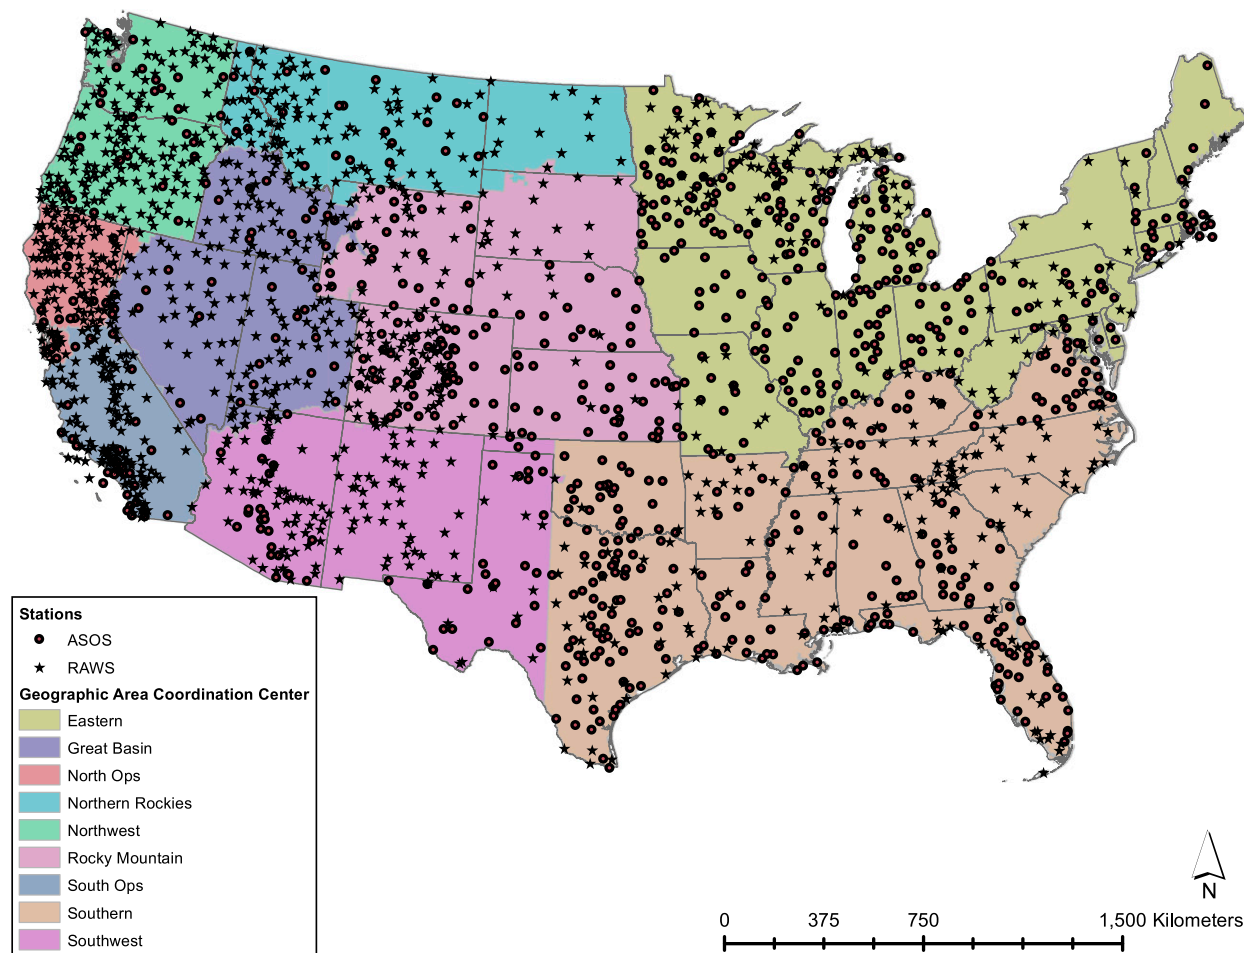 Stations
ASOS
RAWS
Geographic Area Coordination Center
Eastern
Great Basin
North Ops
Northern Rockies
Northwest
Rocky Mountain
South Ops
Southern
Southwest
N
0 375 750 1,500 Kilometers